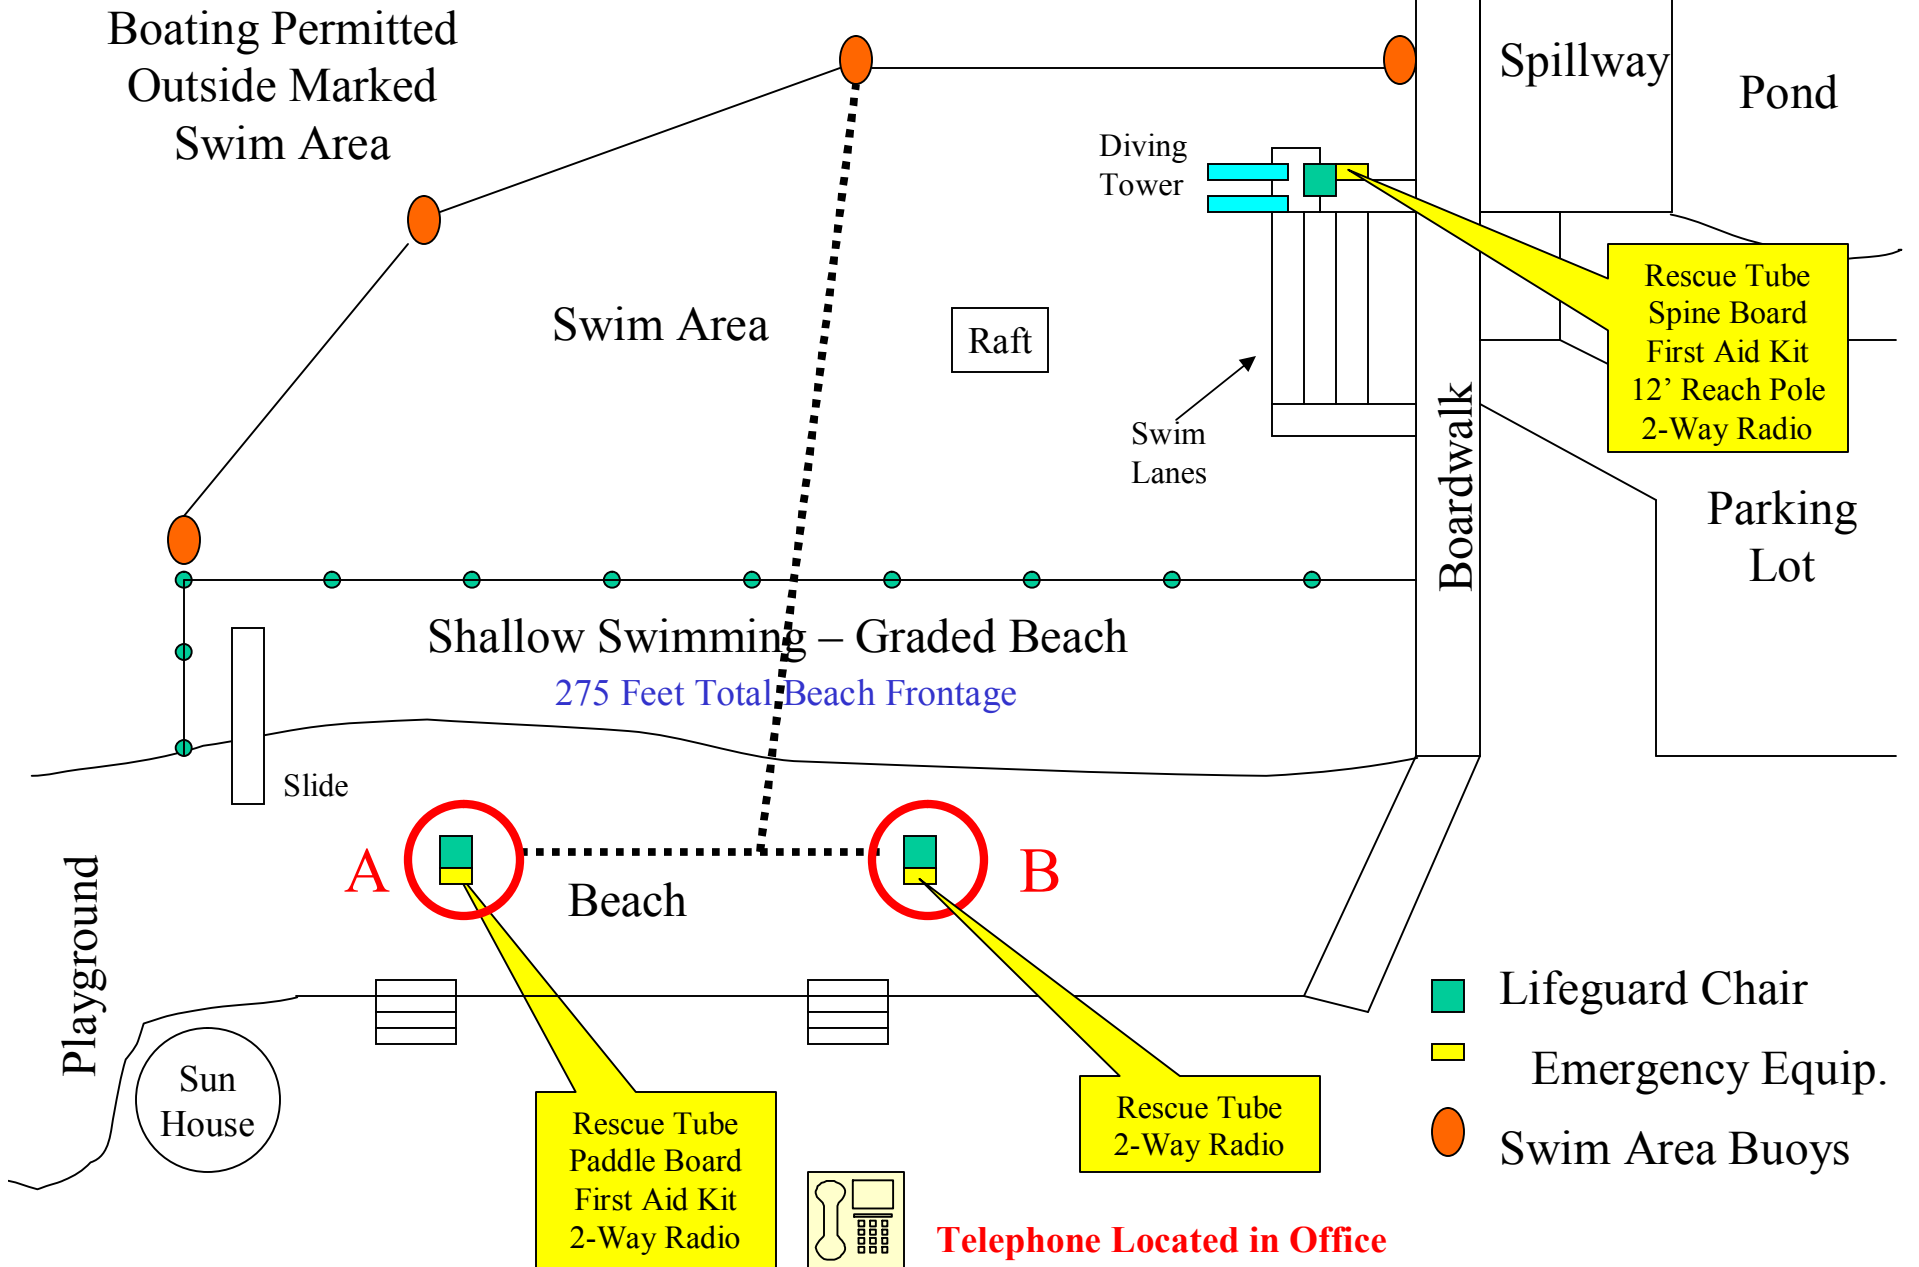 Boating Permitted
Outside Marked
Swim Area
Spillway
Pond
Diving
Tower
Rescue Tube
Spine Board
First Aid Kit
12’ Reach Pole
2-Way Radio
Swim Area
Raft
Swim
Lanes
Boardwalk
Parking
Lot
Shallow Swimming – Graded Beach
275 Feet Total Beach Frontage
Slide
A
B
Beach
Playground
Sun
House
Rescue Tube
Paddle Board
First Aid Kit
2-Way Radio
Rescue Tube
2-Way Radio
Lifeguard Chair
Emergency Equip.
Swim Area Buoys
Telephone Located in Office